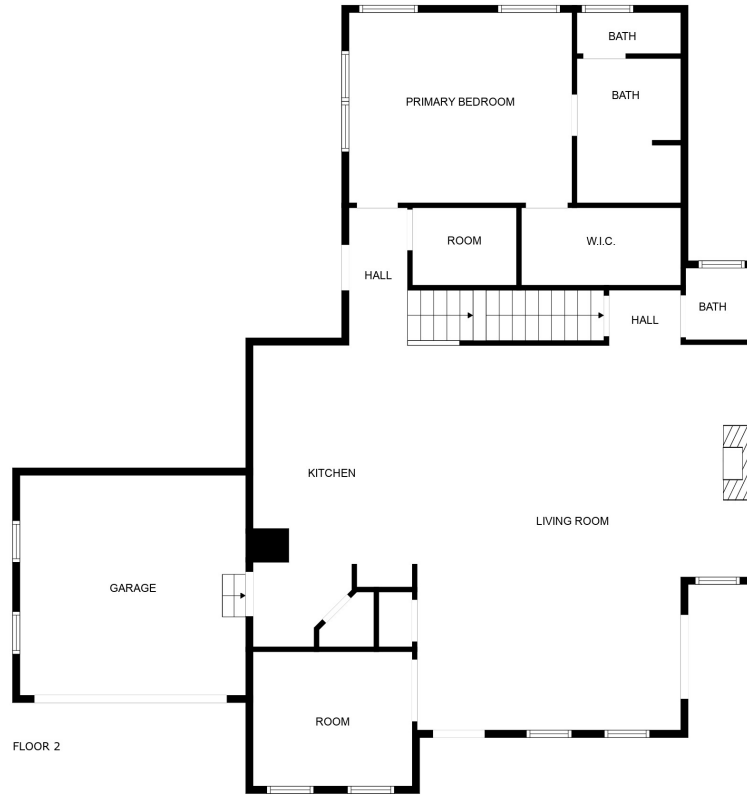 BATH
BATH
PRIMARY BEDROOM
ROOM
W.I.C.
HALL
BATH
HALL
KITCHEN
LIVING ROOM
GARAGE
ROOM
FLOOR 2